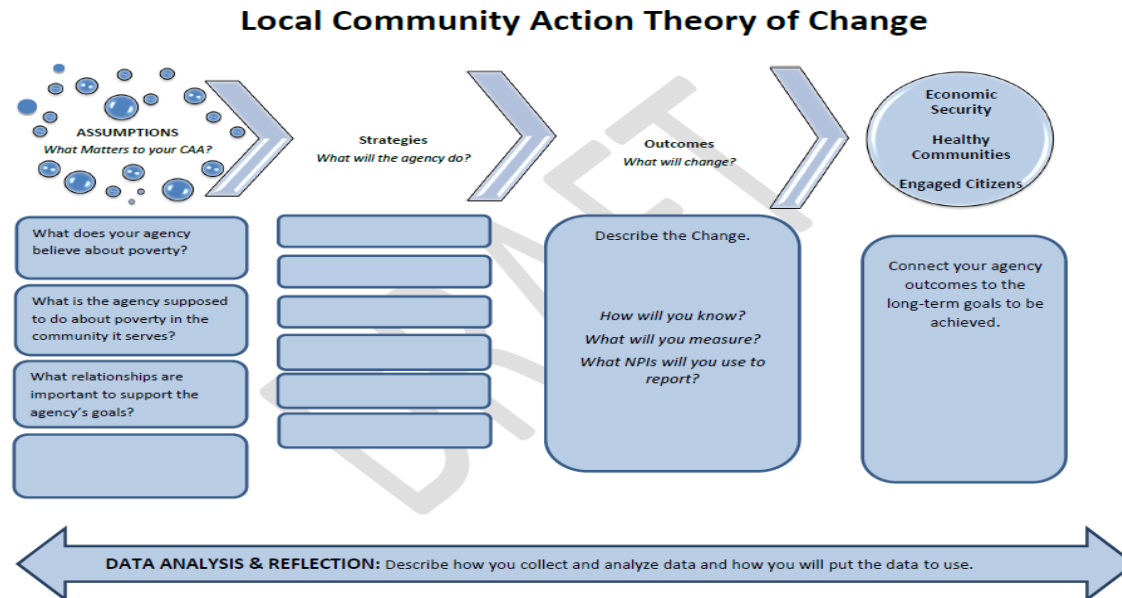 Local Community Action Theory of Change
ASSUMPTIONS
What Matters to your CAA?
Strategies
What will the agency do?
Outcomes
What will change?
Economic
Security
Healthy
Communities
Engaged Citizens
What does your agency
believe about poverty?
What is the agency supposed
to do about poverty in the
community it serves?
What relationships are
important to support the
agency's goals?
Describe the Change.
How will you know?
What will you measure?
What NPIs will you use to
report?
Connect your agency
outcomes to the
long-term goals to be
achieved.
DRAFT
DATA ANALYSIS & REFLECTION: Describe how you collect and analyze data and how you will put the data to use.